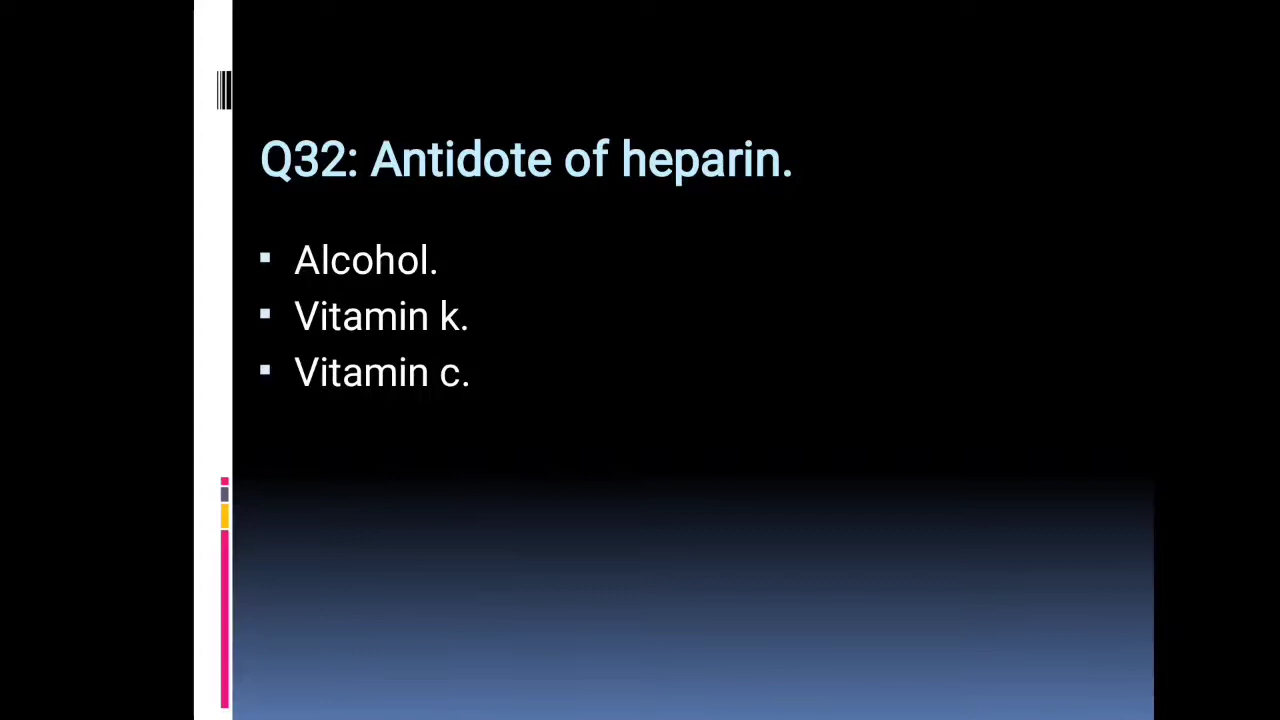 Q32: Antidote of heparin.
▪ Alcohol.
▪ Vitamin k.
▪ Vitamin c.